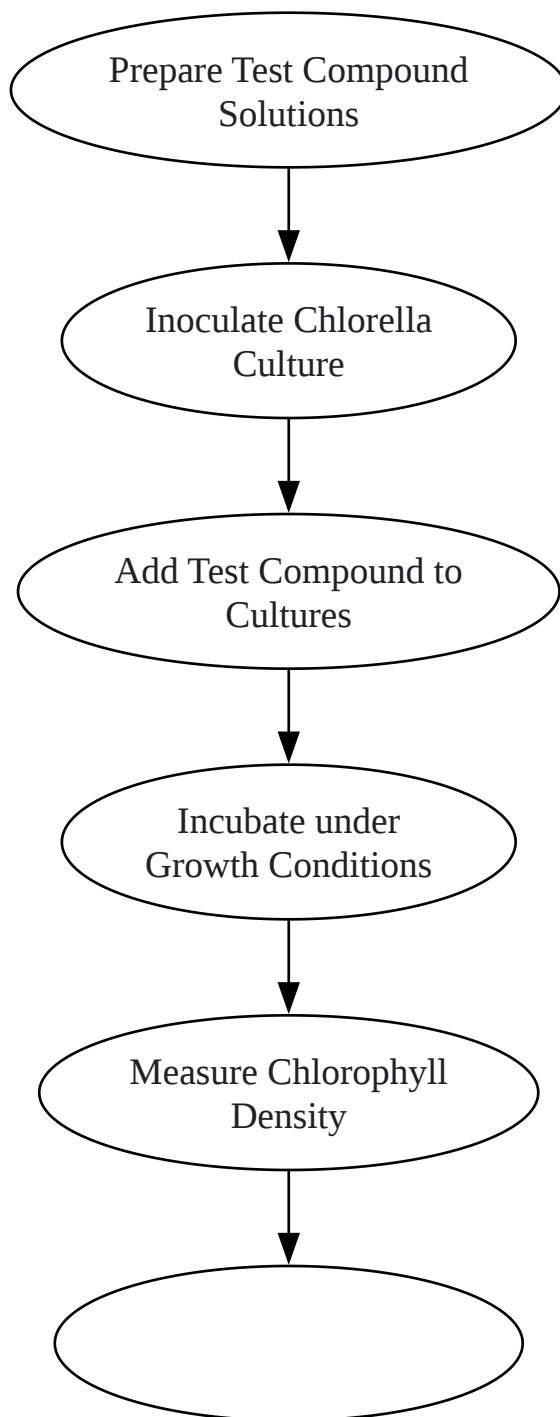 Prepare Test Compound
Solutions
Inoculate Chlorella
Culture
Add Test Compound to
Cultures
Incubate under
Growth Conditions
Measure Chlorophyll
Density